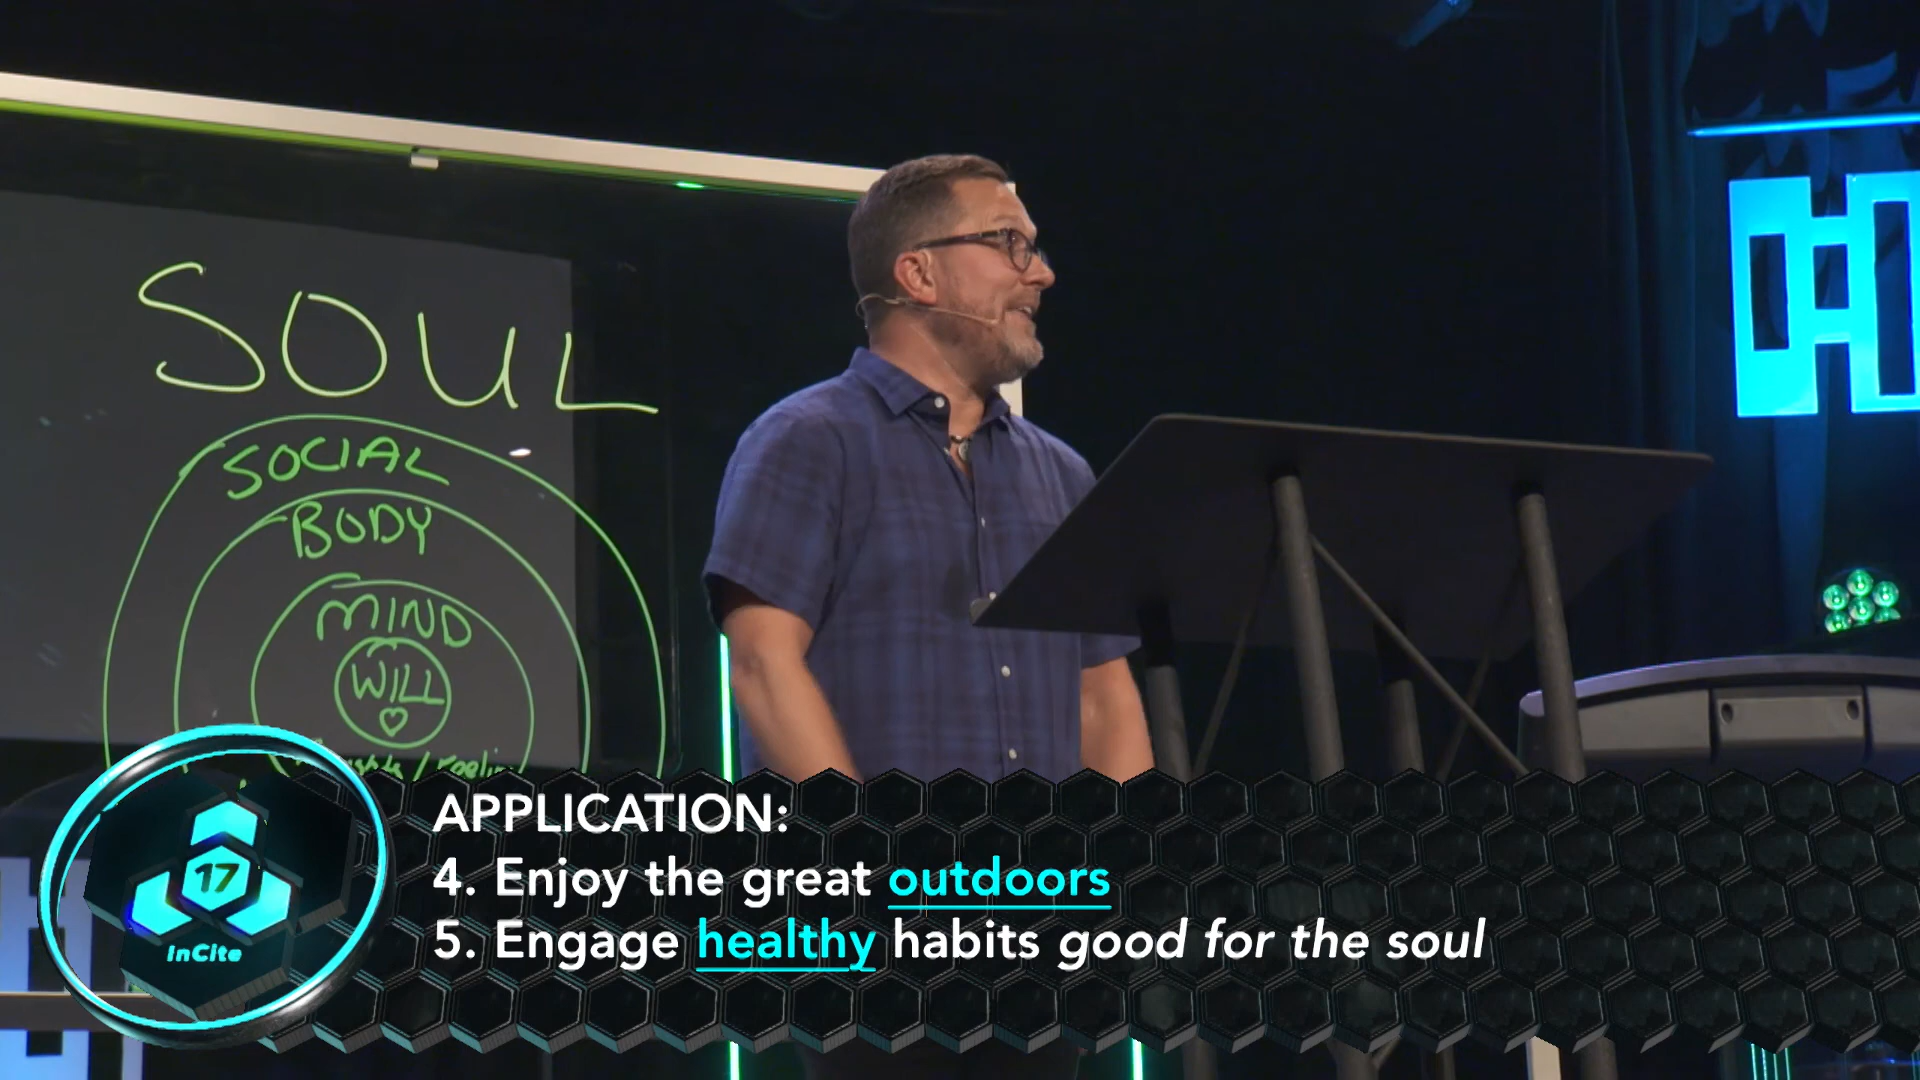 SOUL
SOCIAL
BODY
MIND
WILL
APPLICATION:
4. Enjoy the great outdoors
5. Engage healthy habits good for the soul
17
InCite